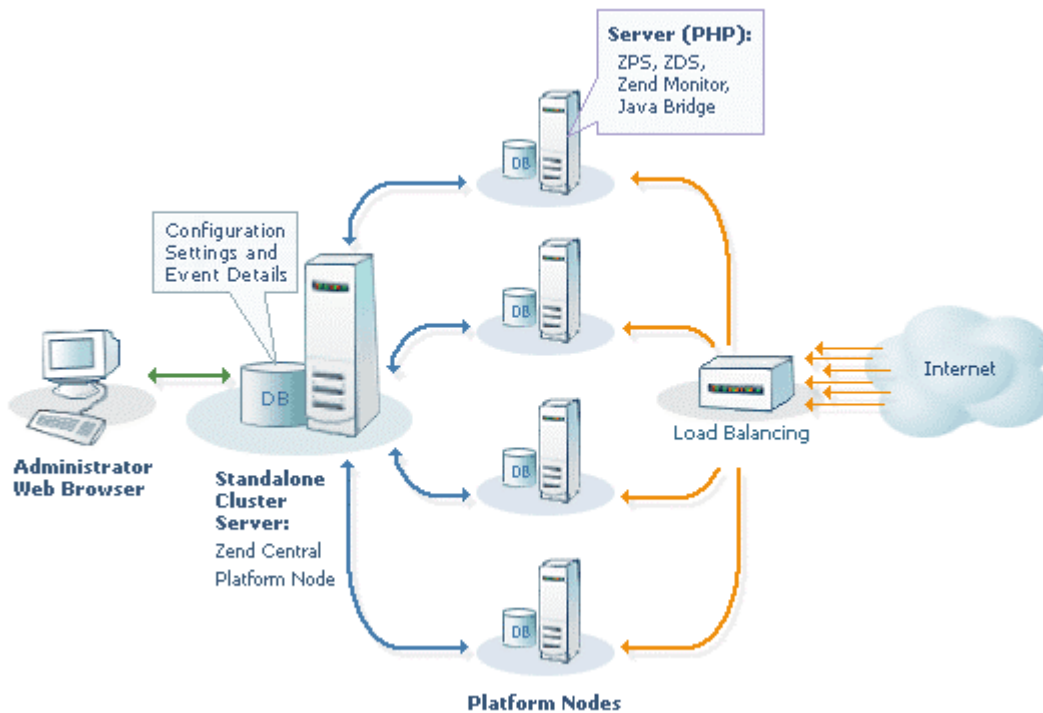 Server (PHP):
ZPS, ZDS,
Zend Monitor,
Java Bridge
DB
Configuration
Settings and
Event Details
DB
Internet
DB
Load Balancing
Administrator
Web Browser
Standalone
Cluster
Server:
Zend Central
Platform Node
DB
DB
Platform Nodes